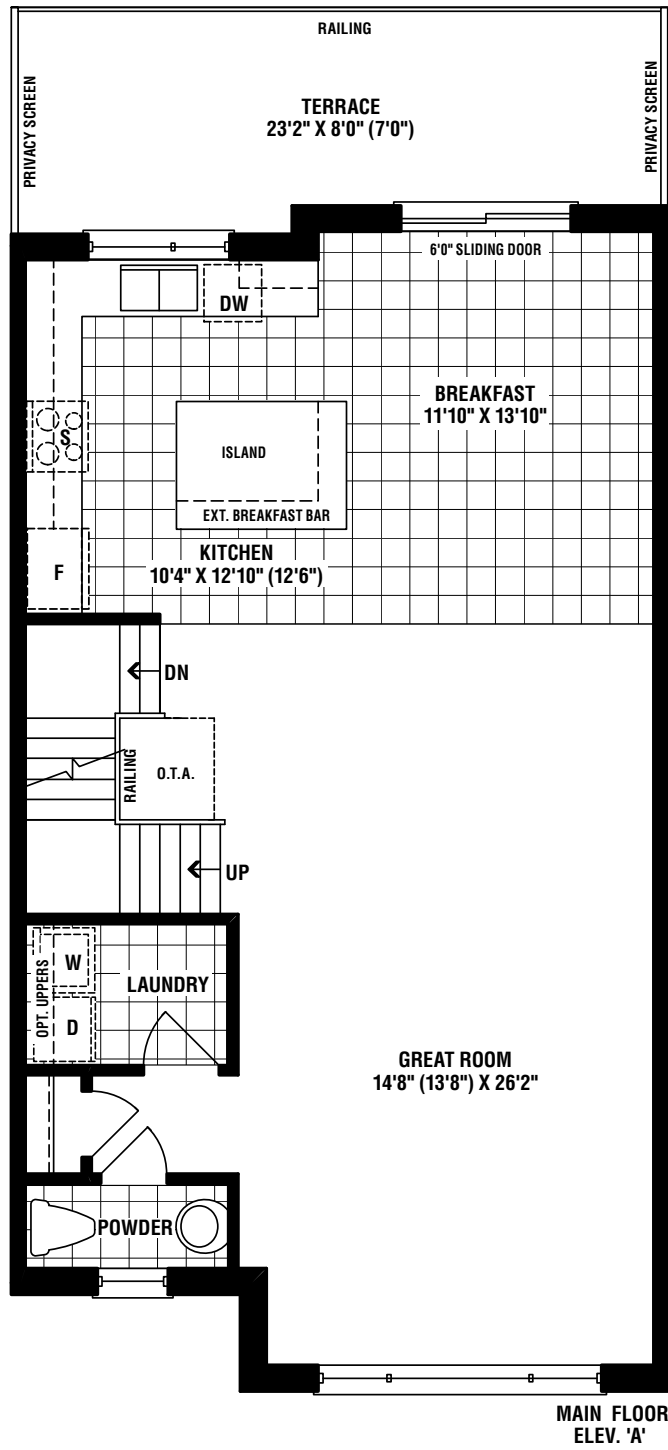 RAILING
PRIVACY SCREEN
PRIVACY SCREEN
TERRACE
23'2" X 8'0" (7'0")
6'0" SLIDING DOOR
DW
BREAKFAST
11'10" X 13'10"
S
ISLAND
EXT. BREAKFAST BAR
KITCHEN
10'4" X 12'10" (12'6")
F
DN
RAILING
O.T.A.
UP
OPT. UPPERS
W
LAUNDRY
D
GREAT ROOM
14'8" (13'8") X 26'2"
POWDER
MAIN FLOOR
ELEV. 'A'